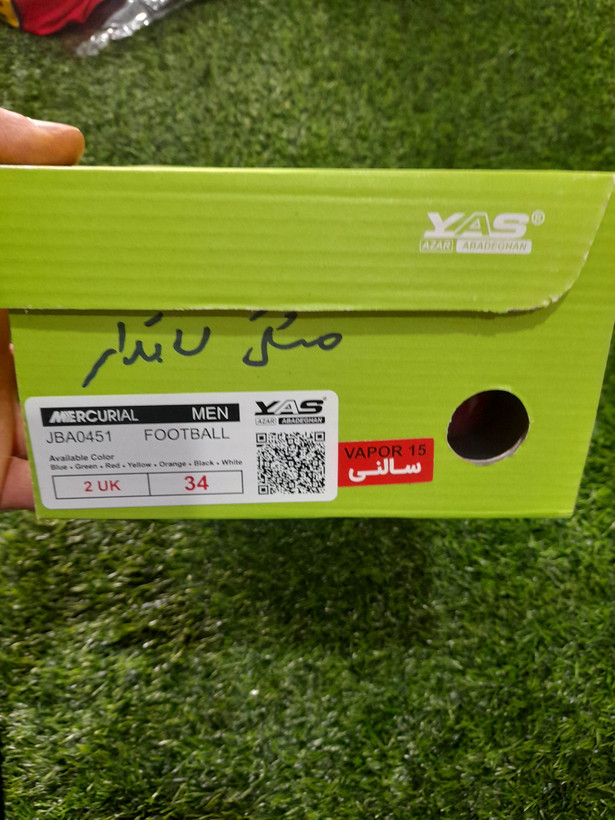 YAS®
AZAR ABADEGHAN
مشکی لایدار
MERCURIAL MEN
JBA0451 FOOTBALL
Available Color
Blue • Green • Red • Yellow • Orange • Black • White
2 UK 34
YAS
AZAR ABADEGHAN
VAPOR 15
سالنی